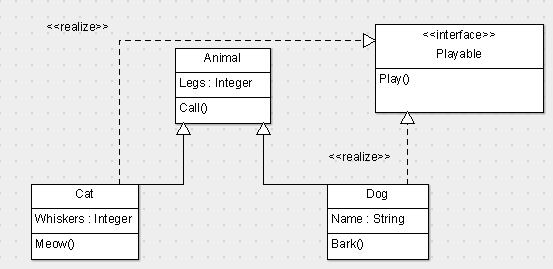 <<realize>>
<<interface>>
Playable
Play()
Animal
Legs : Integer
Call()
<<realize>>
Cat
Whiskers : Integer
Meow()
Dog
Name : String
Bark()